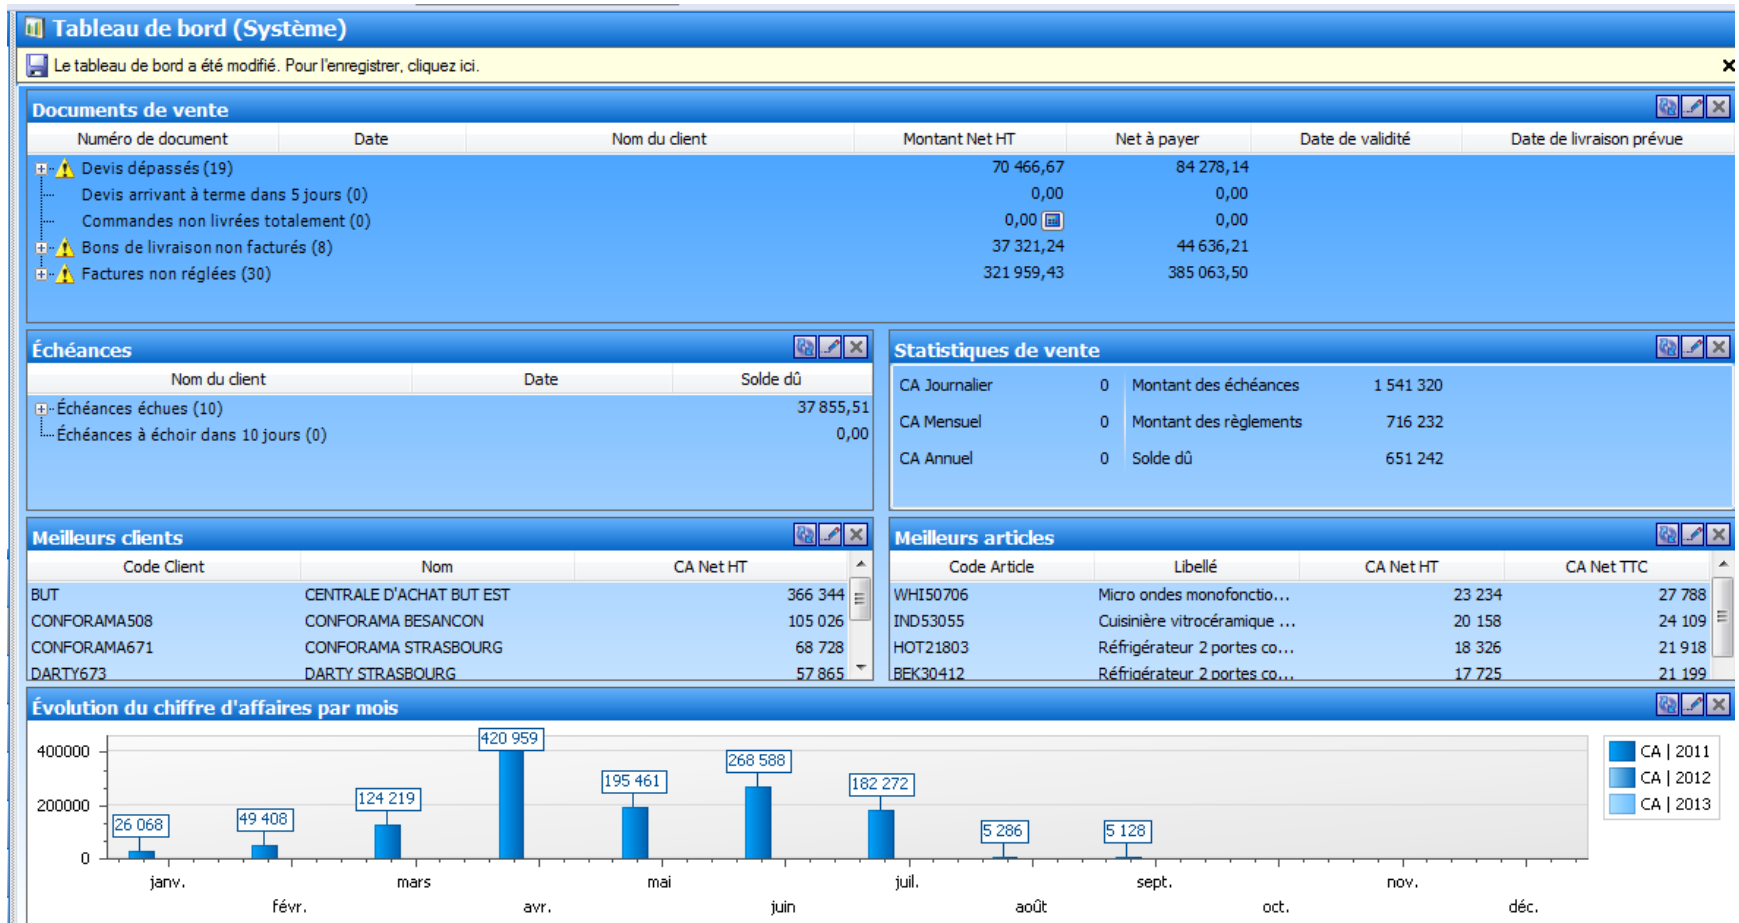 Tableau de bord (Système)
Le tableau de bord a été modifié. Pour l'enregistrer, cliquez ici.
Documents de vente
Numéro de document Date Nom du client Montant Net HT Net à payer Date de validité Date de livraison prévue
Devis dépassés (19) 70 466,67 84 278,14
Devis arrivant à terme dans 5 jours (0) 0,00 0,00
Commandes non livrées totalement (0) 0,00 0,00
Bons de livraison non facturés (8) 37 321,24 44 636,21
Factures non réglées (30) 321 959,43 385 063,50
Échéances
Nom du client Date Solde dû
Échéances échues (10) 37 855,51
Échéances à échoir dans 10 jours (0) 0,00
Statistiques de vente
CA Journalier 0 Montant des échéances 1 541 320
CA Mensuel 0 Montant des règlements 716 232
CA Annuel 0 Solde dû 651 242
Meilleurs clients
Code Client Nom CA Net HT
BUT CENTRALE D'ACHAT BUT EST 366 344
CONFORAMA508 CONFORAMA BESANCON 105 026
CONFORAMA671 CONFORAMA STRASBOURG 68 728
DARTY673 DARTY STRASBOURG 57 865
Meilleurs articles
Code Article Libellé CA Net HT CA Net TTC
WHI50706 Micro ondes monofonctio... 23 234 27 788
IND53055 Cuisinière vitrocéramique ... 20 158 24 109
HOT21803 Réfrigérateur 2 portes co... 18 326 21 918
BEK30412 Réfrigérateur 2 portes co... 17 725 21 199
Évolution du chiffre d'affaires par mois
400000
200000
0
26 068
49 408
124 219
420 959
195 461
268 588
182 272
5 286
5 128
janv.
févr.
mars
avr.
mai
juin
juil.
août
sept.
oct.
nov.
déc.
CA | 2011
CA | 2012
CA | 2013